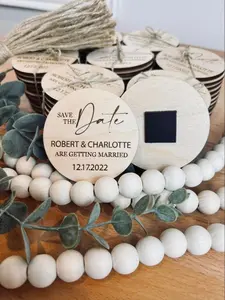 SAVE
THE Date
ROBERT & CHARLOTTE
ARE GETTING MARRIED
12.17.2022